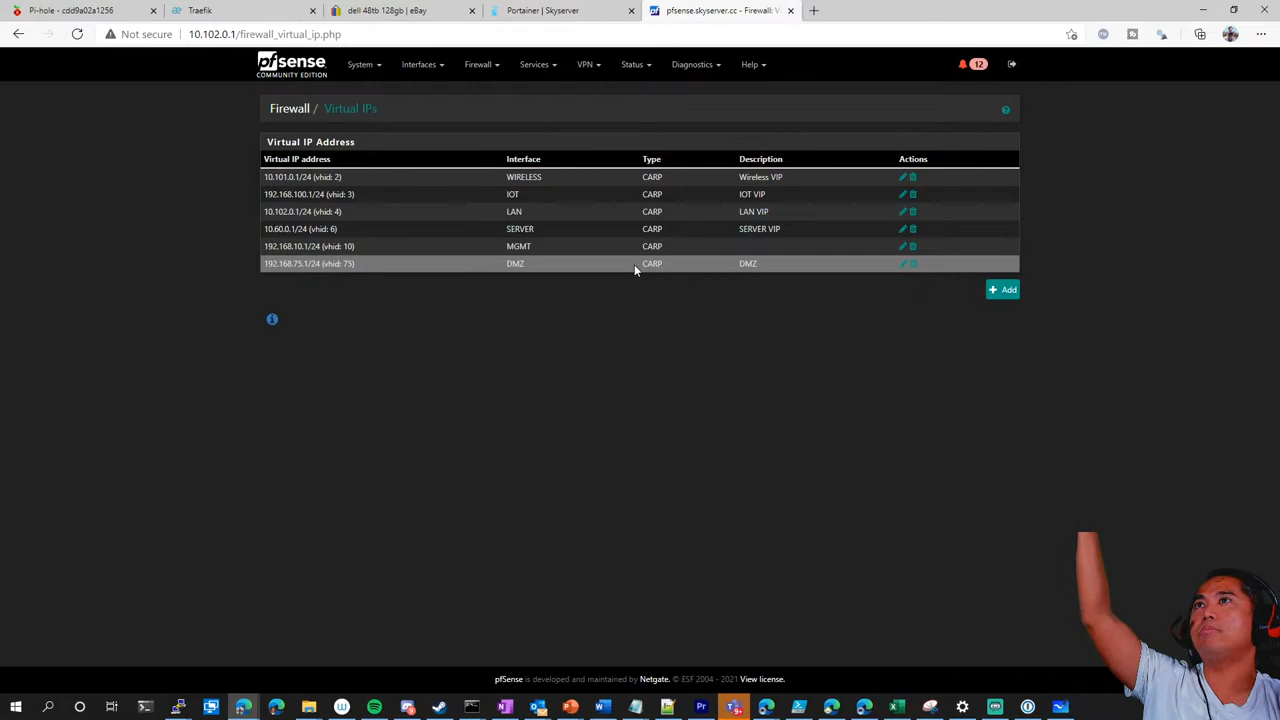 Pi-hole - cdd9a02a1256
Traefik
dell 48tb 128gb | eBay
Portainer | Skyserver
pfsense.skyserver.cc - Firewall: V
Not secure
10.102.0.1/firewall_virtual_ip.php
pfsense
COMMUNITY EDITION
System
Interfaces
Firewall
Services
VPN
Status
Diagnostics
Help
12
Firewall / Virtual IPs
Virtual IP Address
Virtual IP address Interface Type Description Actions
10.101.0.1/24 (vhid: 2) WIRELESS CARP Wireless VIP
192.168.100.1/24 (vhid: 3) IOT CARP IOT VIP
10.102.0.1/24 (vhid: 4) LAN CARP LAN VIP
10.60.0.1/24 (vhid: 6) SERVER CARP SERVER VIP
192.168.10.1/24 (vhid: 10) MGMT CARP
192.168.75.1/24 (vhid: 75) DMZ CARP DMZ
Add
pfSense is developed and maintained by Netgate. © ESF 2004 - 2021 View license.